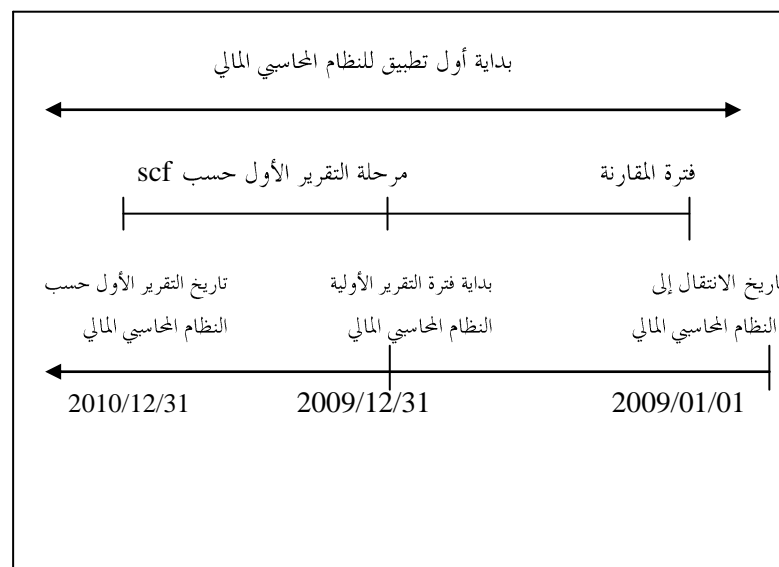 بداية أول تطبيق للنظام المحاسبي المالي
فترة المقارنة
مرحلة التقرير الأول حسب scf
اريخ الانتقال إلى
النظام المحاسبي المالي
بداية فترة التقرير الأولية
النظام المحاسبي المالي
تاريخ التقرير الأول حسب
النظام المحاسبي المالي
2009/01/01
2009/12/31
2010/12/31